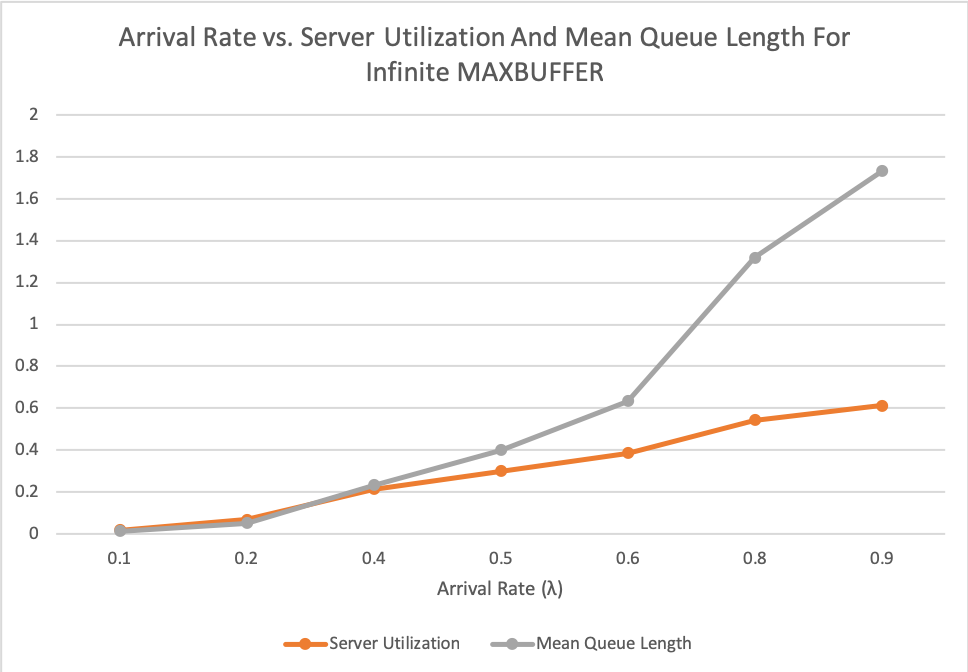 Arrival Rate vs. Server Utilization And Mean Queue Length For
Infinite MAXBUFFER
2
1.8
1.6
1.4
1.2
1
0.8
0.6
0.4
0.2
0
0.1 0.2 0.4 0.5 0.6 0.8 0.9
Arrival Rate (λ)
Server Utilization Mean Queue Length